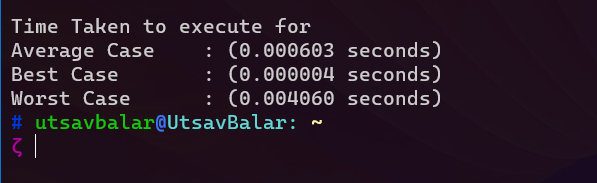 Time Taken to execute for
Average Case    : (0.000603 seconds)
Best Case       : (0.000004 seconds)
Worst Case      : (0.004060 seconds)
# utsavbalar@UtsavBalar: ~
ζ